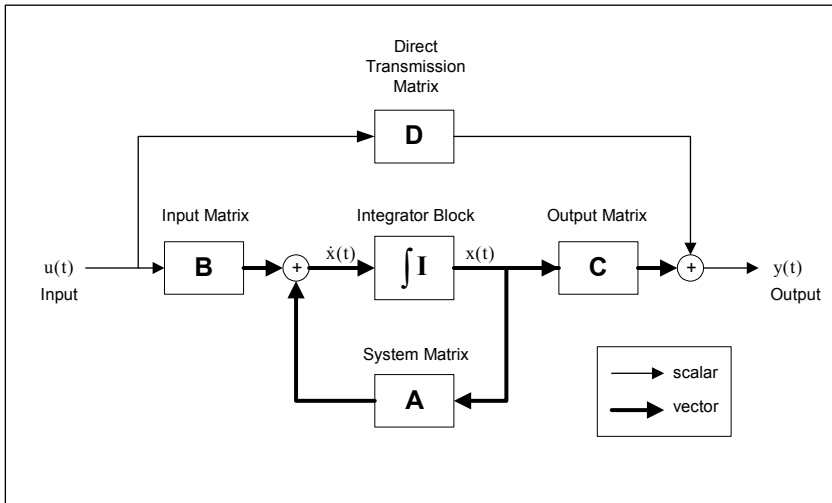 Direct
Transmission
Matrix
D
Input Matrix
Integrator Block
Output Matrix
u(t)
Input
B
+
ẋ(t)
∫I
x(t)
C
+
y(t)
Output
System Matrix
A
scalar
vector